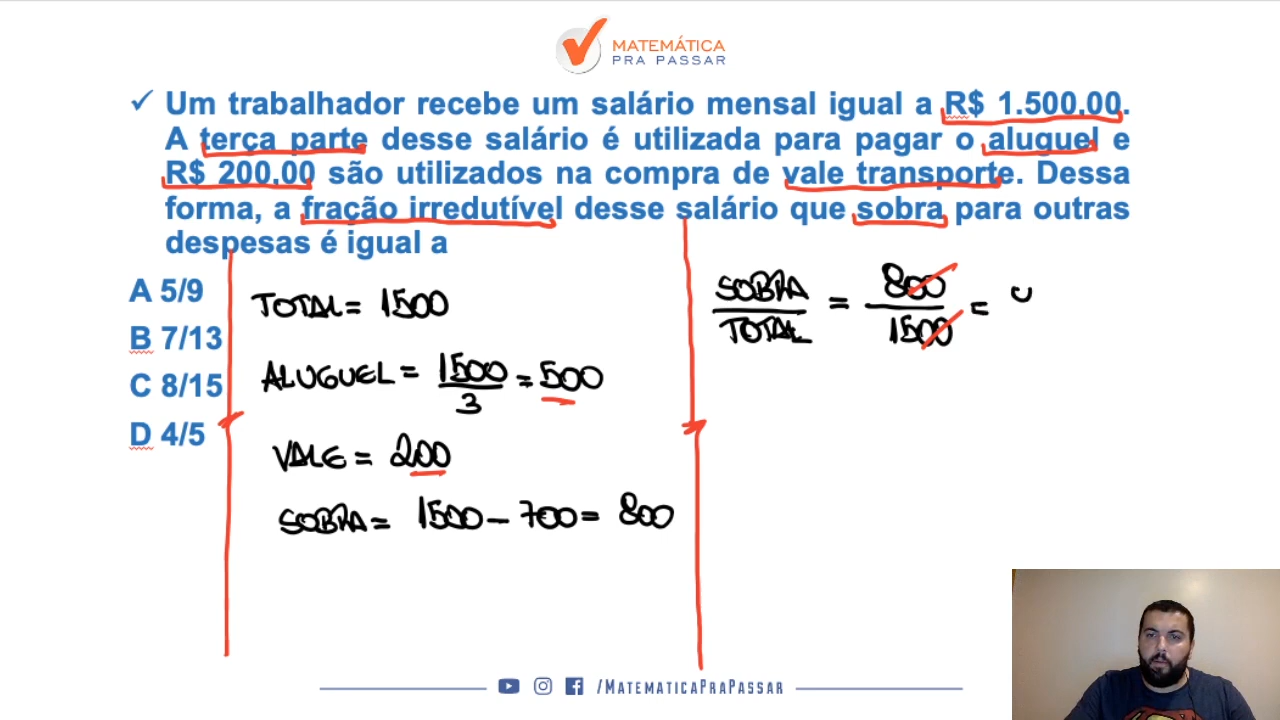 MATEMÁTICA
PRA PASSAR
✓ Um trabalhador recebe um salário mensal igual a R$ 1.500,00.
A terça parte desse salário é utilizada para pagar o aluguel e
R$ 200,00 são utilizados na compra de vale transporte. Dessa
forma, a fração irredutível desse salário que sobra para outras
despesas é igual a
A 5/9
B 7/13
C 8/15
D 4/5
TOTAL = 1500
ALUGUEL = 1500/3 = 500
VALE = 200
SOBRA = 1500 - 700 = 800
SOBRA/TOTAL = 800/1500 =
/MATEMATICAPRAPASSAR